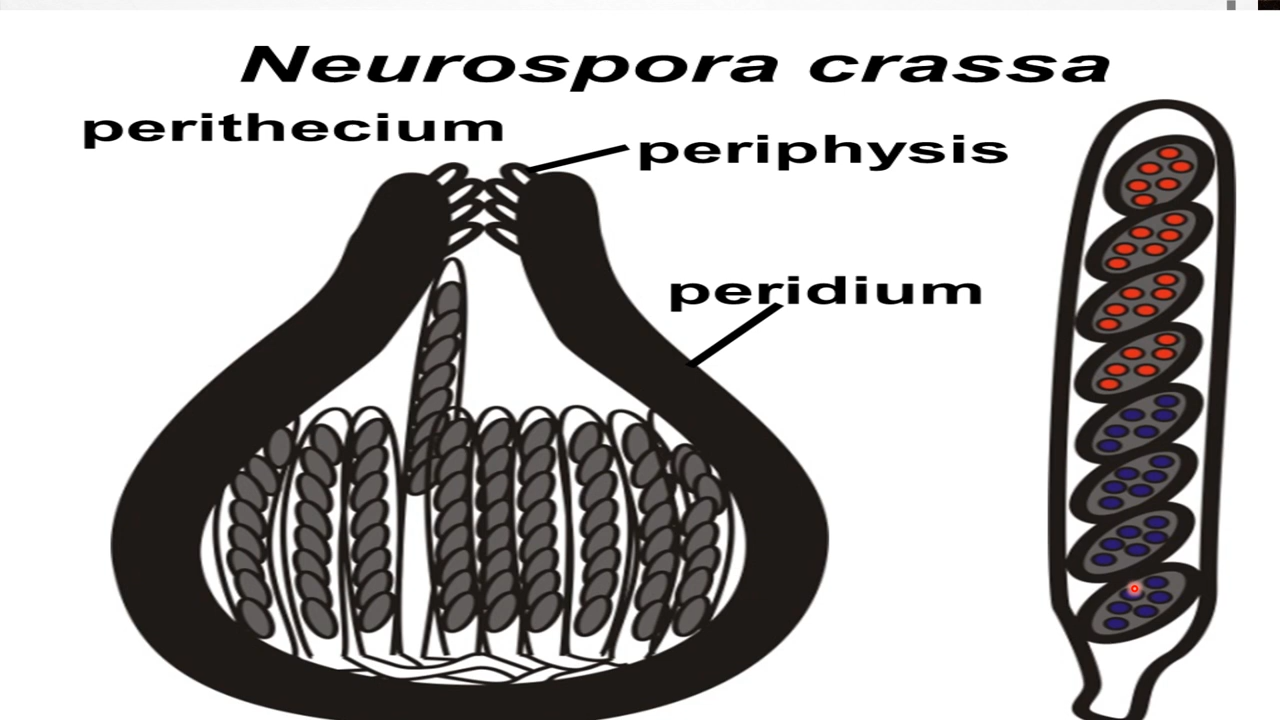 Neurospora crassa
perithecium
periphysis
peridium